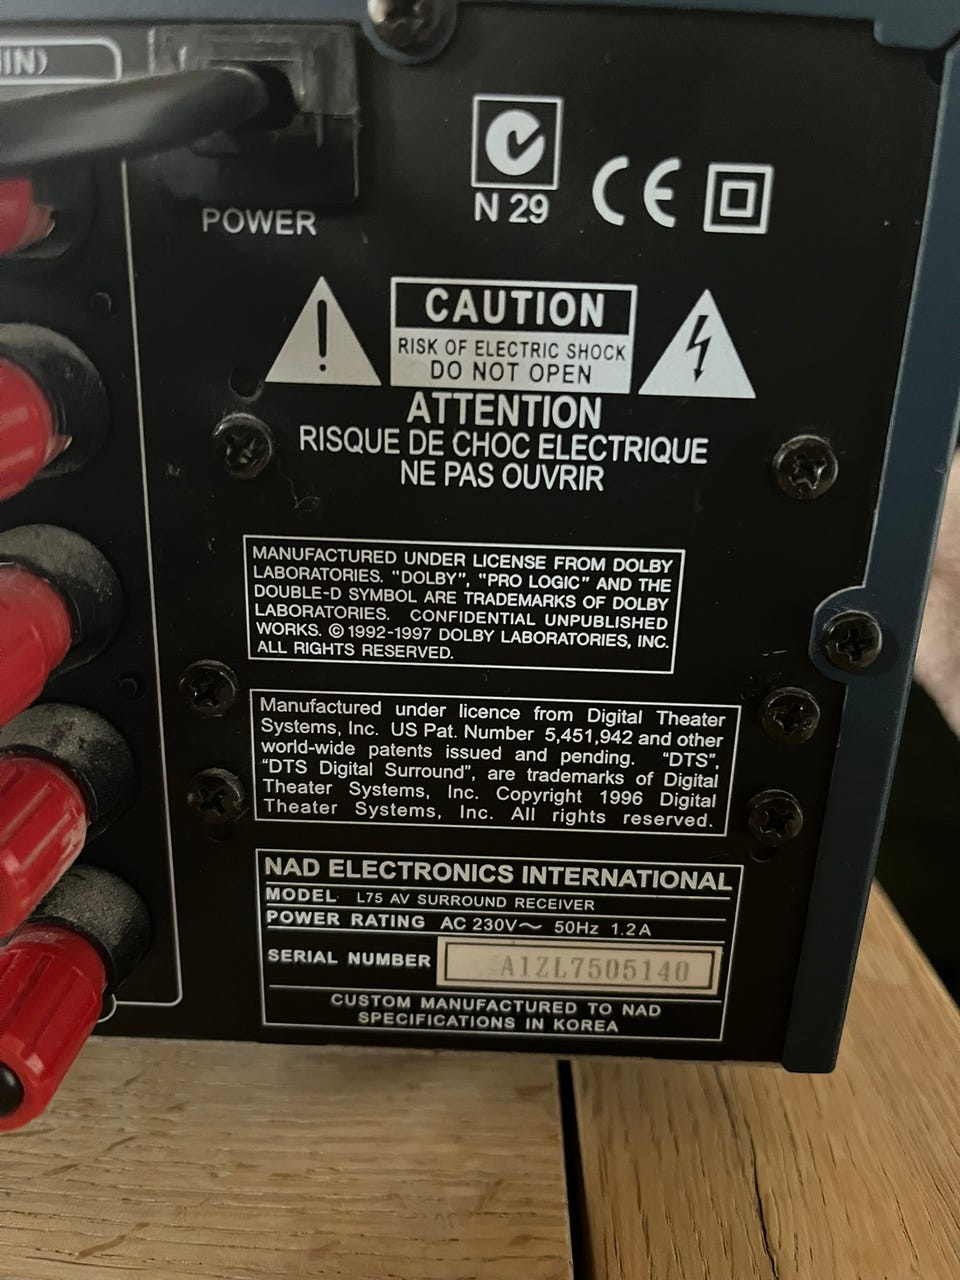 IN)
POWER
N 29
CE
CAUTION
RISK OF ELECTRIC SHOCK
DO NOT OPEN
ATTENTION
RISQUE DE CHOC ELECTRIQUE
NE PAS OUVRIR
MANUFACTURED UNDER LICENSE FROM DOLBY
LABORATORIES. "DOLBY", "PRO LOGIC" AND THE
DOUBLE-D SYMBOL ARE TRADEMARKS OF DOLBY
LABORATORIES. CONFIDENTIAL UNPUBLISHED
WORKS. ©1992-1997 DOLBY LABORATORIES, INC.
ALL RIGHTS RESERVED.
Manufactured under licence from Digital Theater
Systems, Inc. US Pat. Number 5,451,942 and other
world-wide patents issued and pending. "DTS",
"DTS Digital Surround", are trademarks of Digital
Theater Systems, Inc. Copyright 1996 Digital
Theater Systems, Inc. All rights reserved.
NAD ELECTRONICS INTERNATIONAL
MODEL L75 AV SURROUND RECEIVER
POWER RATING AC 230V～ 50Hz 1.2A
SERIAL NUMBER A1ZL7505140
CUSTOM MANUFACTURED TO NAD
SPECIFICATIONS IN KOREA